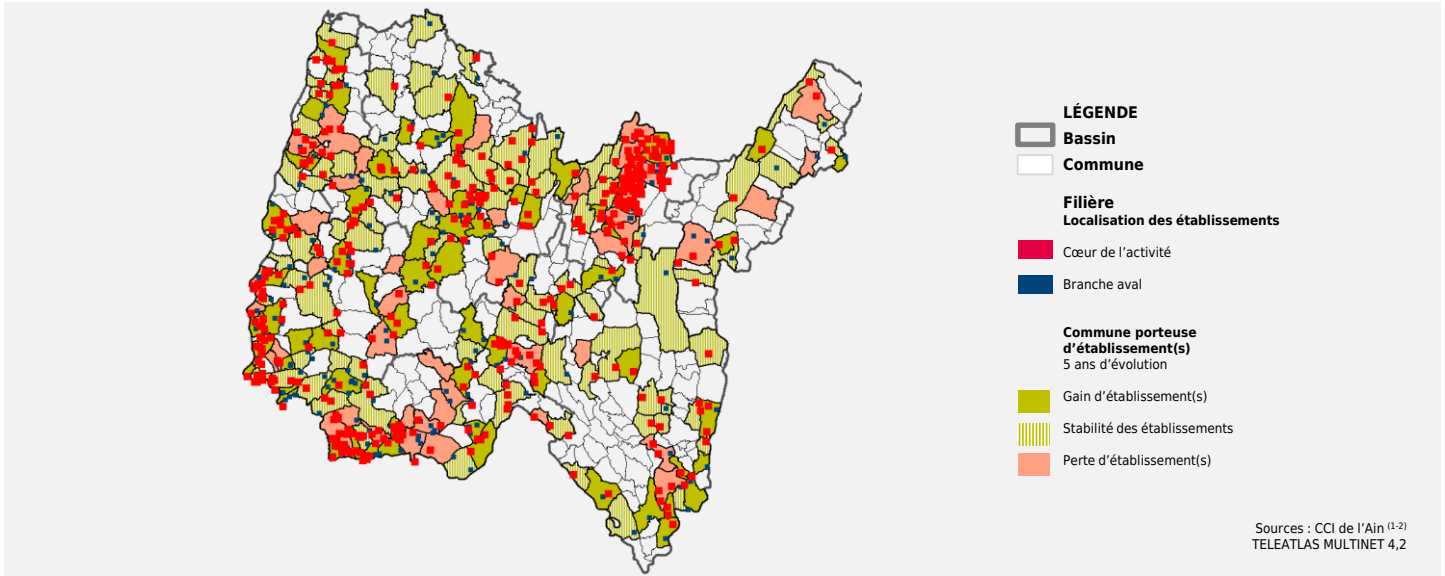 LÉGENDE
Bassin
Commune
Filière
Localisation des établissements
Cœur de l’activité
Branche aval
Commune porteuse
d’établissement(s)
5 ans d’évolution
Gain d’établissement(s)
Stabilité des établissements
Perte d’établissement(s)
Sources : CCI de l’Ain (1-2)
TELEATLAS MULTINET 4,2